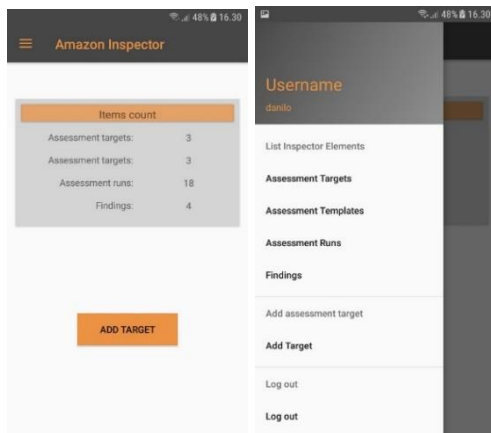 48% 16.30
Amazon Inspector
Items count
Assessment targets: 3
Assessment targets: 3
Assessment runs: 18
Findings: 4
ADD TARGET
48% 16.30
Username
danilo
List Inspector Elements
Assessment Targets
Assessment Templates
Assessment Runs
Findings
Add assessment target
Add Target
Log out
Log out